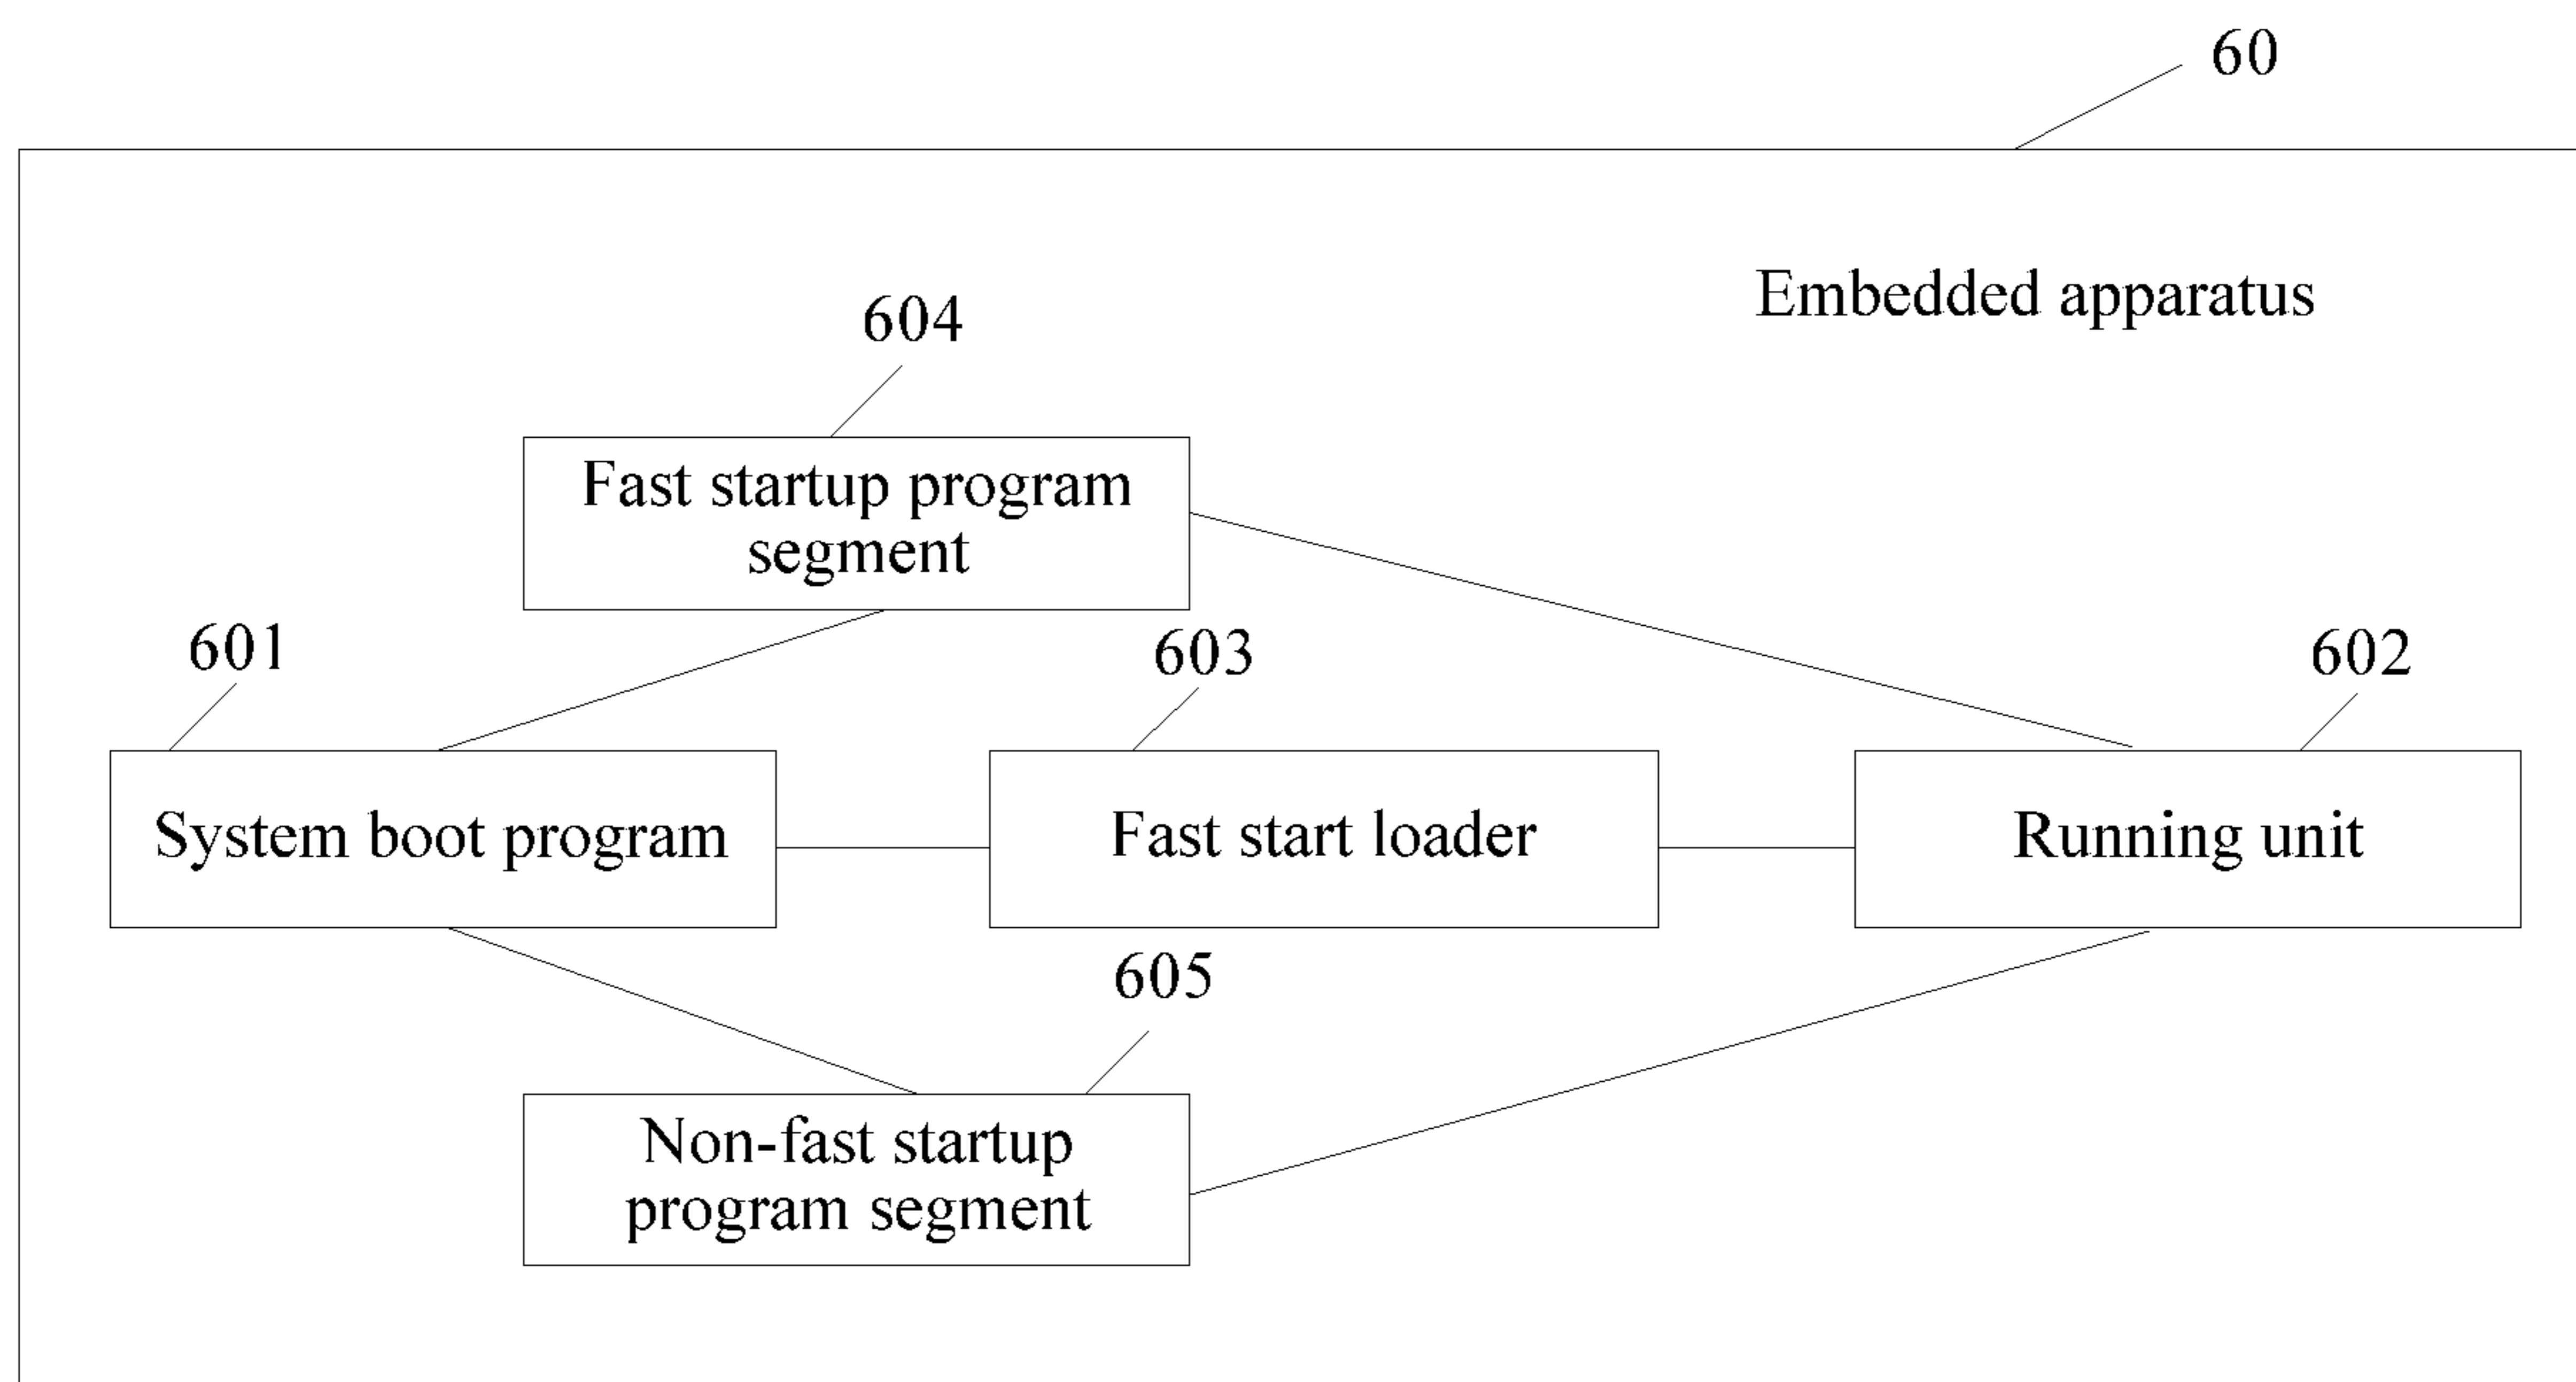 60
Embedded apparatus
604
Fast startup program
segment
601
603
602
System boot program
Fast start loader
Running unit
605
Non-fast startup
program segment